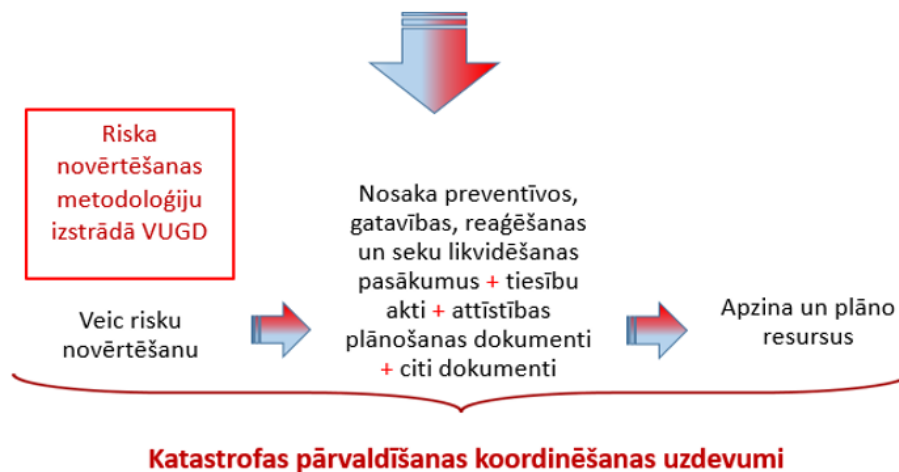 Riska
novērtēšanas
metodoloģiju
izstrādā VUGD
Veic risku
novērtēšanu
Nosaka preventīvos,
gatavības, reaģēšanas
un seku likvidēšanas
pasākumus + tiesību
akti + attīstības
plānošanas dokumenti
+ citi dokumenti
Apzina un plāno
resursus
Katastrofas pārvaldīšanas koordinēšanas uzdevumi